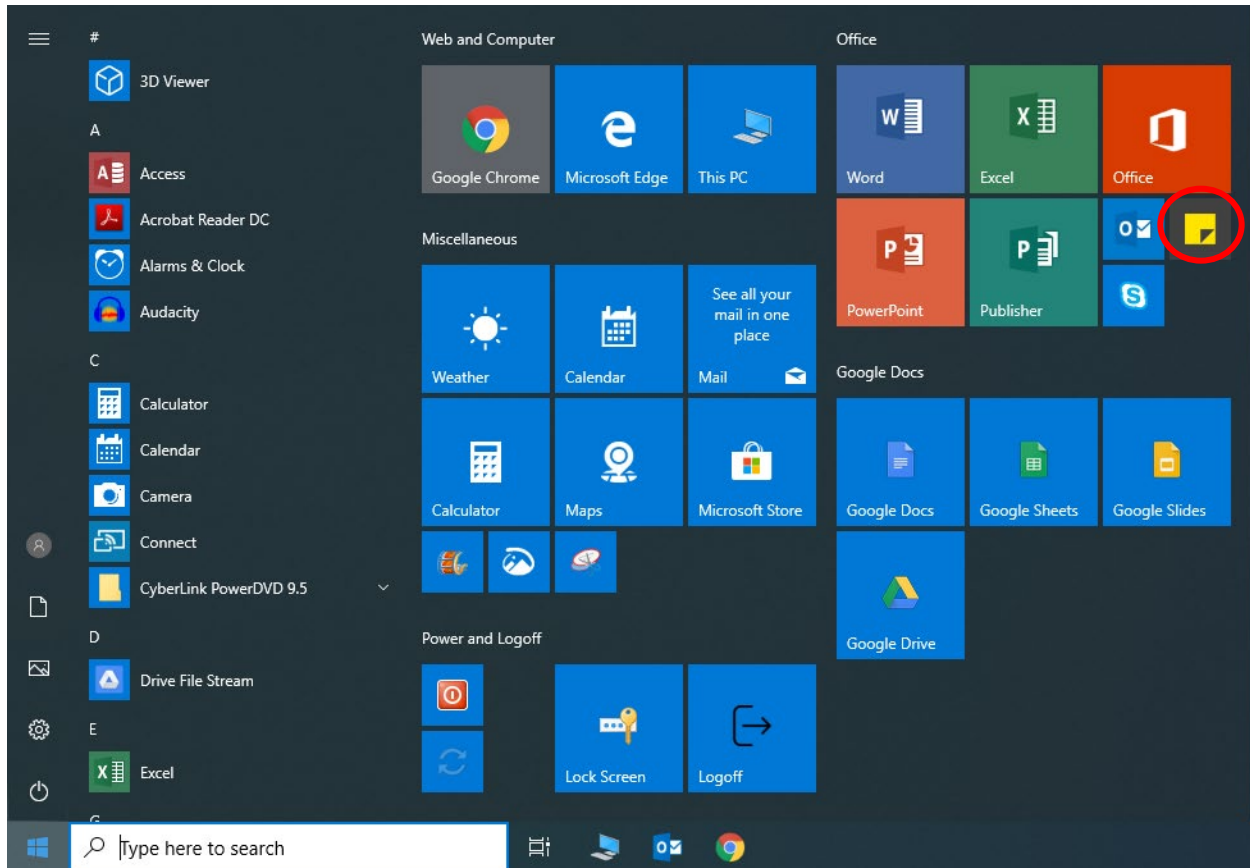 #
3D Viewer
A
Access
Acrobat Reader DC
Alarms & Clock
Audacity
C
Calculator
Calendar
Camera
Connect
CyberLink PowerDVD 9.5
D
Drive File Stream
E
Excel
G
Type here to search
Web and Computer
Google Chrome
Microsoft Edge
This PC
Miscellaneous
Weather
Calendar
See all your
mail in one
place
Mail
Calculator
Maps
Microsoft Store
Power and Logoff
Lock Screen
Logoff
Office
Word
Excel
Office
PowerPoint
Publisher
Google Docs
Google Docs
Google Sheets
Google Slides
Google Drive